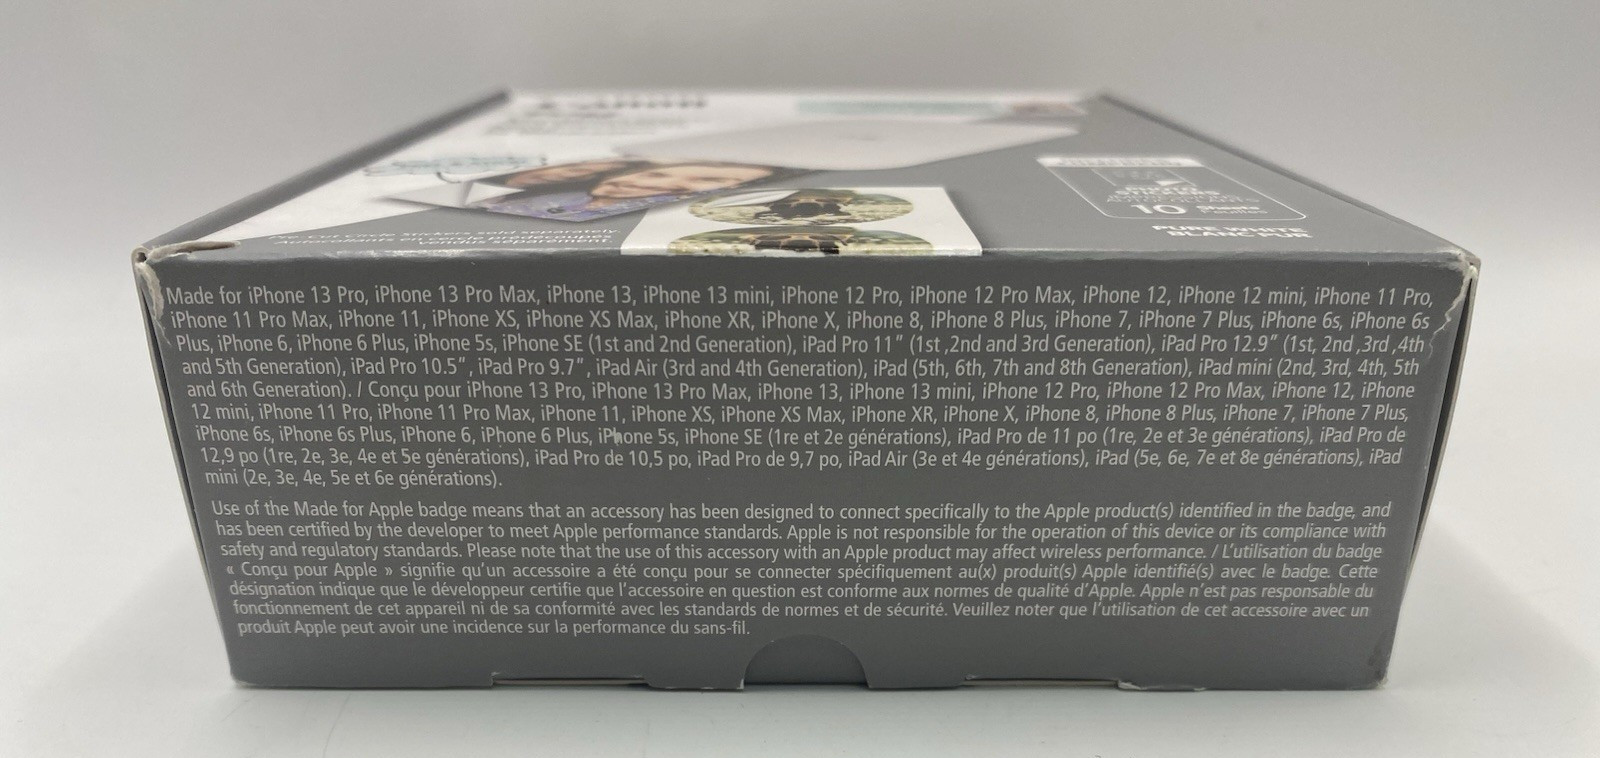 Canon
sold separately
vendus séparément
10 Sheets
PURE WHITE
BLANC PUR
Made for iPhone 13 Pro, iPhone 13 Pro Max, iPhone 13, iPhone 13 mini, iPhone 12 Pro, iPhone 12 Pro Max, iPhone 12, iPhone 12 mini, iPhone 11 Pro,
iPhone 11 Pro Max, iPhone 11, iPhone XS, iPhone XS Max, iPhone XR, iPhone X, iPhone 8, iPhone 8 Plus, iPhone 7, iPhone 7 Plus, iPhone 6s, iPhone 6s
Plus, iPhone 6, iPhone 6 Plus, iPhone 5s, iPhone SE (1st and 2nd Generation), iPad Pro 11” (1st ,2nd and 3rd Generation), iPad Pro 12.9” (1st, 2nd ,3rd ,4th
and 5th Generation), iPad Pro 10.5”, iPad Pro 9.7”, iPad Air (3rd and 4th Generation), iPad (5th, 6th, 7th and 8th Generation), iPad mini (2nd, 3rd, 4th, 5th
and 6th Generation). / Conçu pour iPhone 13 Pro, iPhone 13 Pro Max, iPhone 13, iPhone 13 mini, iPhone 12 Pro, iPhone 12 Pro Max, iPhone 12, iPhone
12 mini, iPhone 11 Pro, iPhone 11 Pro Max, iPhone 11, iPhone XS, iPhone XS Max, iPhone XR, iPhone X, iPhone 8, iPhone 8 Plus, iPhone 7, iPhone 7 Plus,
iPhone 6s, iPhone 6s Plus, iPhone 6, iPhone 6 Plus, iPhone 5s, iPhone SE (1re et 2e générations), iPad Pro de 11 po (1re, 2e et 3e générations), iPad Pro de
12,9 po (1re, 2e, 3e, 4e et 5e générations), iPad Pro de 10,5 po, iPad Pro de 9,7 po, iPad Air (3e et 4e générations), iPad (5e, 6e, 7e et 8e générations), iPad
mini (2e, 3e, 4e, 5e et 6e générations).
Use of the Made for Apple badge means that an accessory has been designed to connect specifically to the Apple product(s) identified in the badge, and
has been certified by the developer to meet Apple performance standards. Apple is not responsible for the operation of this device or its compliance with
safety and regulatory standards. Please note that the use of this accessory with an Apple product may affect wireless performance. / L’utilisation du badge
« Conçu pour Apple » signifie qu’un accessoire a été conçu pour se connecter spécifiquement au(x) produit(s) Apple identifié(s) avec le badge. Cette
désignation indique que le développeur certifie que l’accessoire en question est conforme aux normes de qualité d’Apple. Apple n’est pas responsable du
fonctionnement de cet appareil ni de sa conformité avec les standards de normes et de sécurité. Veuillez noter que l’utilisation de cet accessoire avec un
produit Apple peut avoir une incidence sur la performance du sans-fil.